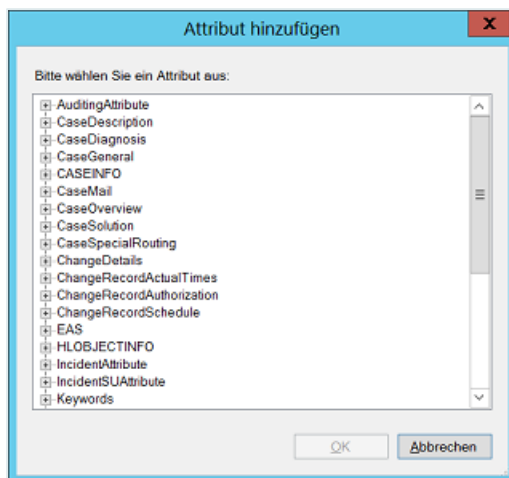 Attribut hinzufügen
X
Bitte wählen Sie ein Attribut aus:
AuditingAttribute
CaseDescription
CaseDiagnosis
CaseGeneral
CASEINFO
CaseMail
CaseOverview
CaseSolution
CaseSpecialRouting
ChangeDetails
ChangeRecordActualTimes
ChangeRecordAuthorization
ChangeRecordSchedule
EAS
HLOBJECTINFO
IncidentAttribute
IncidentSUAttribute
Keywords
OK Abbrechen